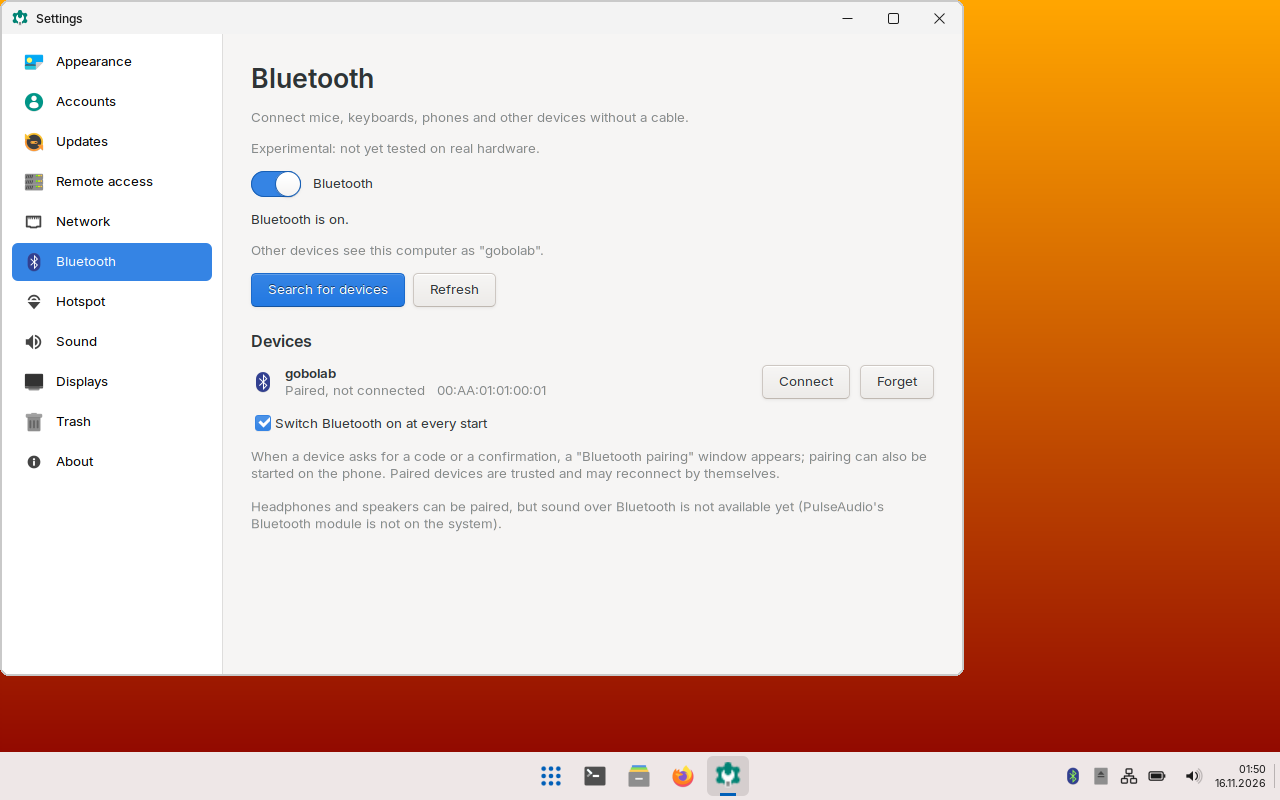 Settings
Appearance
Accounts
Updates
Remote access
Network
Bluetooth
Hotspot
Sound
Displays
Trash
About
Bluetooth
Connect mice, keyboards, phones and other devices without a cable.
Experimental: not yet tested on real hardware.
Bluetooth
Bluetooth is on.
Other devices see this computer as "gobolab".
Search for devices
Refresh
Devices
gobolab
Paired, not connected 00:AA:01:01:00:01
Connect
Forget
Switch Bluetooth on at every start
When a device asks for a code or a confirmation, a "Bluetooth pairing" window appears; pairing can also be
started on the phone. Paired devices are trusted and may reconnect by themselves.
Headphones and speakers can be paired, but sound over Bluetooth is not available yet (PulseAudio's
Bluetooth module is not on the system).
01:50
16.11.2026